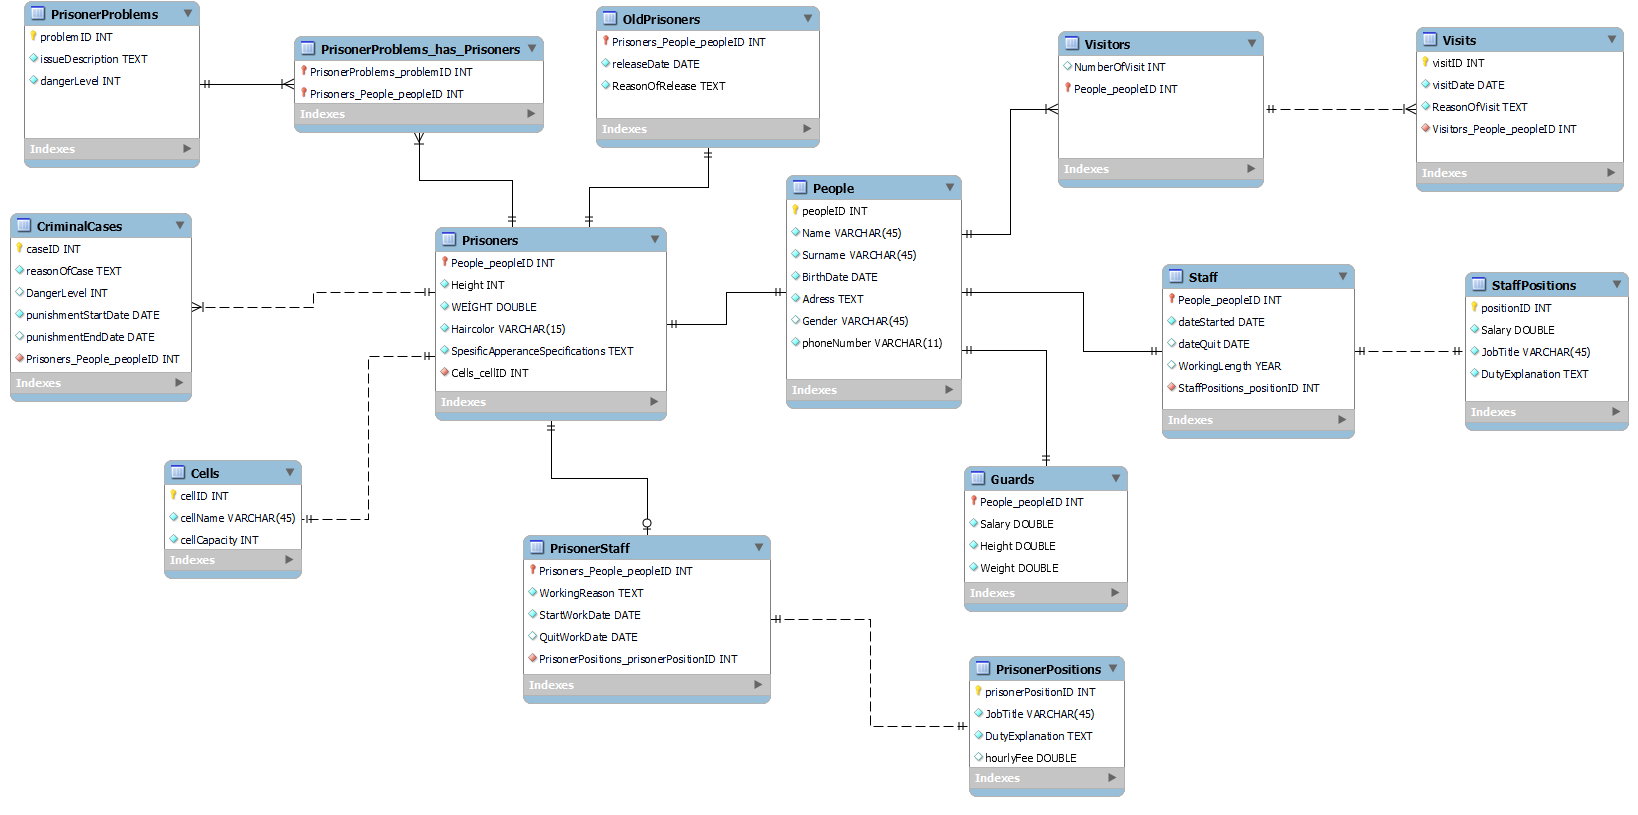 PrisonerProblems
problemID INT
issueDescription TEXT
dangerLevel INT
Indexes
PrisonerProblems_has_Prisoners
PrisonerProblems_problemID INT
Prisoners_People_peopleID INT
Indexes
OldPrisoners
Prisoners_People_peopleID INT
releaseDate DATE
ReasonOfRelease TEXT
Indexes
Visitors
NumberOfVisit INT
People_peopleID INT
Indexes
Visits
visitID INT
visitDate DATE
ReasonOfVisit TEXT
Visitors_People_peopleID INT
Indexes
CriminalCases
caseID INT
reasonOfCase TEXT
DangerLevel INT
punishmentStartDate DATE
punishmentEndDate DATE
Prisoners_People_peopleID INT
Indexes
Prisoners
People_peopleID INT
Height INT
WEİGHT DOUBLE
Haircolor VARCHAR(15)
SpesificApperanceSpecifications TEXT
Cells_cellID INT
Indexes
People
peopleID INT
Name VARCHAR(45)
Surname VARCHAR(45)
BirthDate DATE
Adress TEXT
Gender VARCHAR(45)
phoneNumber VARCHAR(11)
Indexes
Staff
People_peopleID INT
dateStarted DATE
dateQuit DATE
WorkingLength YEAR
StaffPositions_positionID INT
Indexes
StaffPositions
positionID INT
Salary DOUBLE
JobTitle VARCHAR(45)
DutyExplanation TEXT
Indexes
Cells
cellID INT
cellName VARCHAR(45)
cellCapacity INT
Indexes
Guards
People_peopleID INT
Salary DOUBLE
Height DOUBLE
Weight DOUBLE
Indexes
PrisonerStaff
Prisoners_People_peopleID INT
WorkingReason TEXT
StartWorkDate DATE
QuitWorkDate DATE
PrisonerPositions_prisonerPositionID INT
Indexes
PrisonerPositions
prisonerPositionID INT
JobTitle VARCHAR(45)
DutyExplanation TEXT
hourlyFee DOUBLE
Indexes